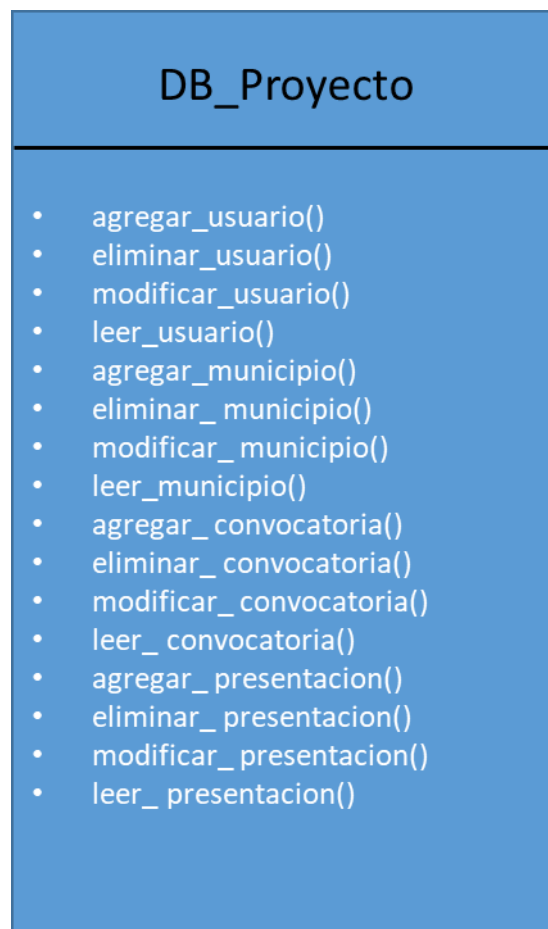 DB_Proyecto
• agregar_usuario()
• eliminar_usuario()
• modificar_usuario()
• leer_usuario()
• agregar_municipio()
• eliminar_ municipio()
• modificar_ municipio()
• leer_municipio()
• agregar_ convocatoria()
• eliminar_ convocatoria()
• modificar_ convocatoria()
• leer_ convocatoria()
• agregar_ presentacion()
• eliminar_ presentacion()
• modificar_ presentacion()
• leer_ presentacion()